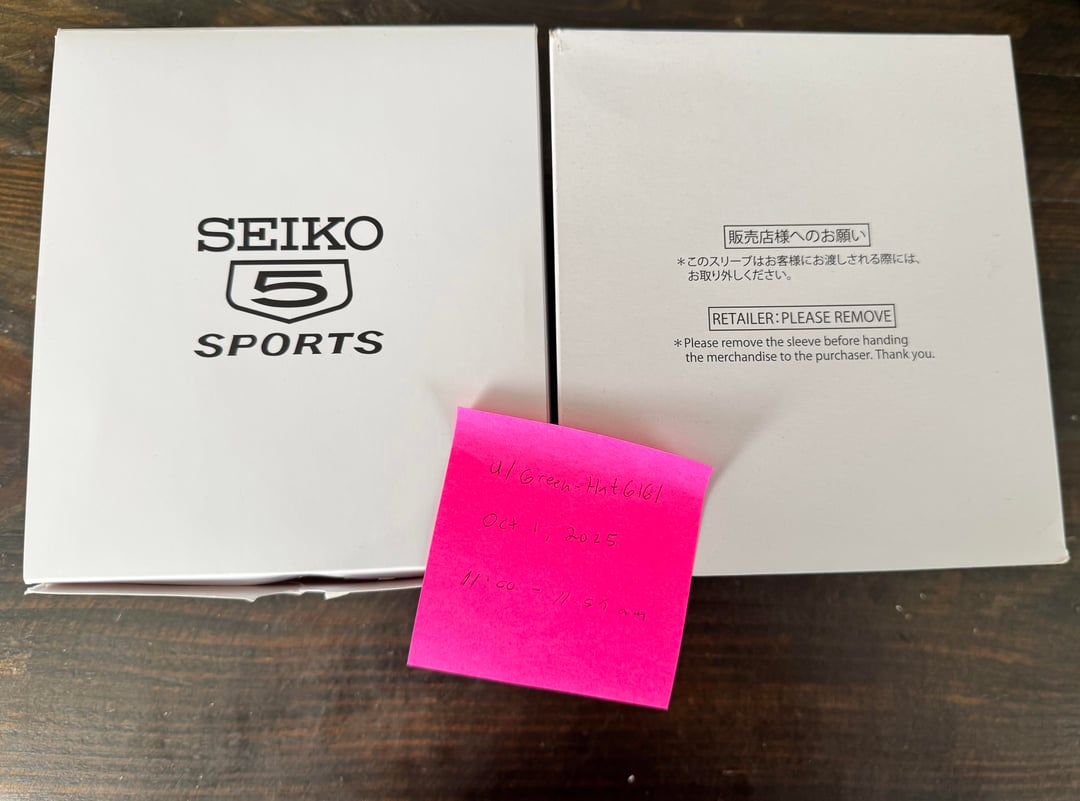 SEIKO
5
SPORTS
販売店様へのお願い
*このスリーブはお客様にお渡しされる際には、
お取り外しください。
RETAILER:PLEASE REMOVE
*Please remove the sleeve before handing
the merchandise to the purchaser. Thank you.
u/Green-Hat6161
Oct 1, 2025
11:00 - 11:59 am